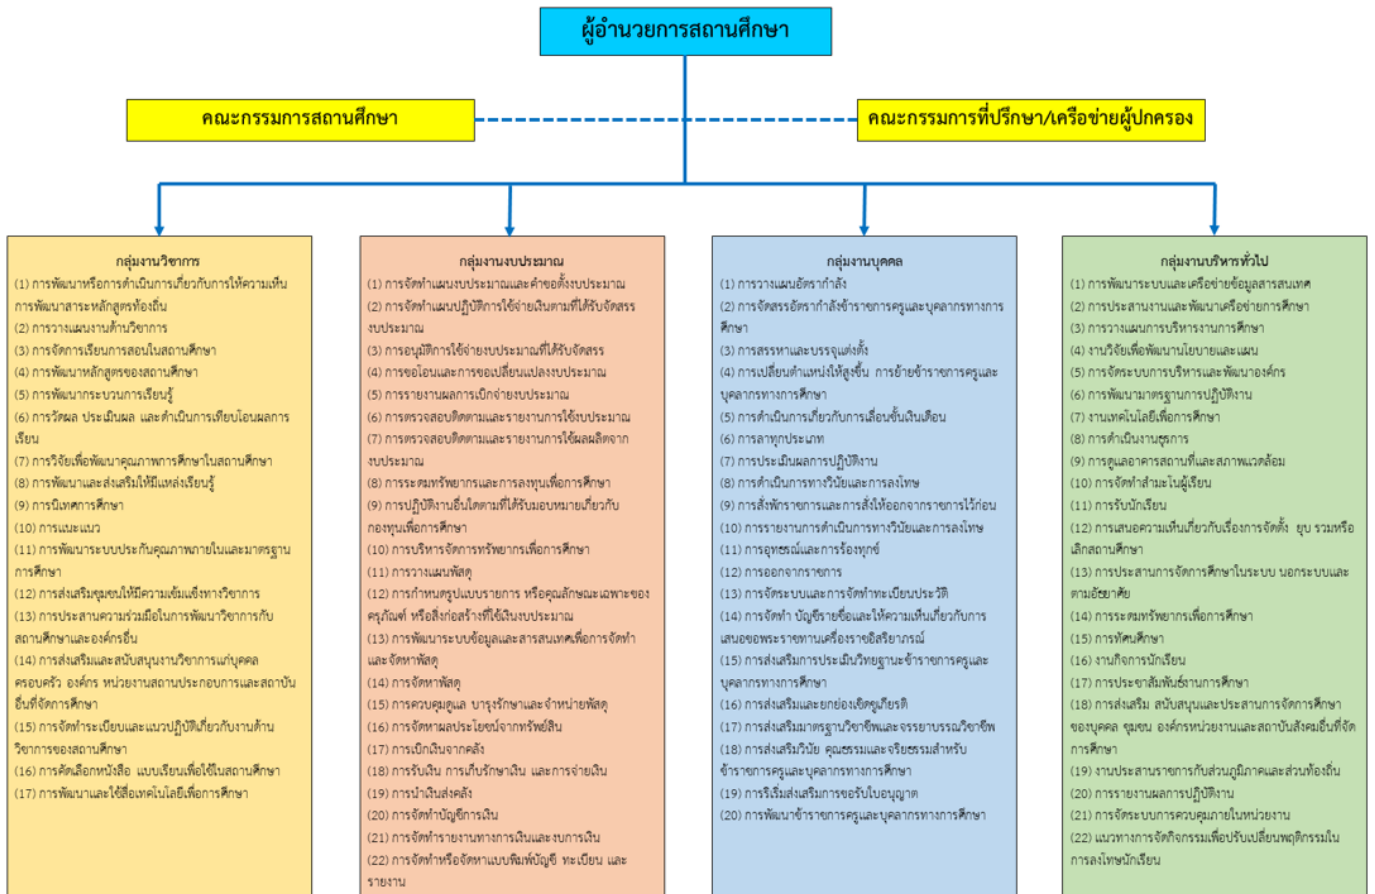 ผู้อำนวยการสถานศึกษา
คณะกรรมการสถานศึกษา
คณะกรรมการที่ปรึกษา/เครือข่ายผู้ปกครอง
กลุ่มงานวิชาการ
(1) การพัฒนาหรือการดำเนินการเกี่ยวกับการให้ความเห็น
การพัฒนาสาระหลักสูตรท้องถิ่น
(2) การวางแผนงานด้านวิชาการ
(3) การจัดการเรียนการสอนในสถานศึกษา
(4) การพัฒนาหลักสูตรของสถานศึกษา
(5) การพัฒนากระบวนการเรียนรู้
(6) การวัดผล ประเมินผล และดำเนินการเทียบโอนผลการ
เรียน
(7) การวิจัยเพื่อพัฒนาคุณภาพการศึกษาในสถานศึกษา
(8) การพัฒนาและส่งเสริมให้มีแหล่งเรียนรู้
(9) การนิเทศการศึกษา
(10) การแนะแนว
(11) การพัฒนาระบบประกันคุณภาพภายในและมาตรฐาน
การศึกษา
(12) การส่งเสริมชุมชนให้มีความเข้มแข็งทางวิชาการ
(13) การประสานความร่วมมือในการพัฒนาวิชาการกับ
สถานศึกษาและองค์กรอื่น
(14) การส่งเสริมและสนับสนุนงานวิชาการแก่บุคคล
ครอบครัว องค์กร หน่วยงานสถานประกอบการและสถาบัน
อื่นที่จัดการศึกษา
(15) การจัดทำระเบียบและแนวปฏิบัติเกี่ยวกับงานด้าน
วิชาการของสถานศึกษา
(16) การคัดเลือกหนังสือ แบบเรียนเพื่อใช้ในสถานศึกษา
(17) การพัฒนาและใช้สื่อเทคโนโลยีเพื่อการศึกษา
กลุ่มงานงบประมาณ
(1) การจัดทำแผนงบประมาณและคำขอตั้งงบประมาณ
(2) การจัดทำแผนปฏิบัติการใช้จ่ายเงินตามที่ได้รับจัดสรร
งบประมาณ
(3) การอนุมัติการใช้จ่ายงบประมาณที่ได้รับจัดสรร
(4) การขอโอนและการขอเปลี่ยนแปลงงบประมาณ
(5) การรายงานผลการเบิกจ่ายงบประมาณ
(6) การตรวจสอบติดตามและรายงานการใช้งบประมาณ
(7) การตรวจสอบติดตามและรายงานการใช้ผลผลิตจาก
งบประมาณ
(8) การระดมทรัพยากรและการลงทุนเพื่อการศึกษา
(9) การปฏิบัติงานอื่นใดตามที่ได้รับมอบหมายเกี่ยวกับ
กองทุนเพื่อการศึกษา
(10) การบริหารจัดการทรัพยากรเพื่อการศึกษา
(11) การวางแผนพัสดุ
(12) การกำหนดรูปแบบรายการ หรือคุณลักษณะเฉพาะของ
ครุภัณฑ์ หรือสิ่งก่อสร้างที่ใช้เงินงบประมาณ
(13) การพัฒนาระบบข้อมูลและสารสนเทศเพื่อการจัดทำ
และจัดหาพัสดุ
(14) การจัดหาพัสดุ
(15) การควบคุมดูแล บำรุงรักษาและจำหน่ายพัสดุ
(16) การจัดหาผลประโยชน์จากทรัพย์สิน
(17) การเบิกเงินจากคลัง
(18) การรับเงิน การเก็บรักษาเงิน และการจ่ายเงิน
(19) การนำเงินส่งคลัง
(20) การจัดทำบัญชีการเงิน
(21) การจัดทำรายงานทางการเงินและงบการเงิน
(22) การจัดทำหรือจัดหาแบบพิมพ์บัญชี ทะเบียน และ
รายงาน
กลุ่มงานบุคคล
(1) การวางแผนอัตรากำลัง
(2) การจัดสรรอัตรากำลังข้าราชการครูและบุคลากรทางการ
ศึกษา
(3) การสรรหาและบรรจุแต่งตั้ง
(4) การเปลี่ยนตำแหน่งให้สูงขึ้น การย้ายข้าราชการครูและ
บุคลากรทางการศึกษา
(5) การดำเนินการเกี่ยวกับการเลื่อนขั้นเงินเดือน
(6) การลาทุกประเภท
(7) การประเมินผลการปฏิบัติงาน
(8) การดำเนินการทางวินัยและการลงโทษ
(9) การสั่งพักราชการและการสั่งให้ออกจากราชการไว้ก่อน
(10) การรายงานการดำเนินการทางวินัยและการลงโทษ
(11) การอุทธรณ์และการร้องทุกข์
(12) การออกจากราชการ
(13) การจัดระบบและการจัดทำทะเบียนประวัติ
(14) การจัดทำ บัญชีรายชื่อและให้ความเห็นเกี่ยวกับการ
เสนอขอพระราชทานเครื่องราชอิสริยาภรณ์
(15) การส่งเสริมการประเมินวิทยฐานะข้าราชการครูและ
บุคลากรทางการศึกษา
(16) การส่งเสริมและยกย่องเชิดชูเกียรติ
(17) การส่งเสริมมาตรฐานวิชาชีพและจรรยาบรรณวิชาชีพ
(18) การส่งเสริมวินัย คุณธรรมและจริยธรรมสำหรับ
ข้าราชการครูและบุคลากรทางการศึกษา
(19) การริเริ่มส่งเสริมการขอรับใบอนุญาต
(20) การพัฒนาข้าราชการครูและบุคลากรทางการศึกษา
กลุ่มงานบริหารทั่วไป
(1) การพัฒนาระบบและเครือข่ายข้อมูลสารสนเทศ
(2) การประสานงานและพัฒนาเครือข่ายการศึกษา
(3) การวางแผนการบริหารงานการศึกษา
(4) งานวิจัยเพื่อพัฒนานโยบายและแผน
(5) การจัดระบบการบริหารและพัฒนาองค์กร
(6) การพัฒนามาตรฐานการปฏิบัติงาน
(7) งานเทคโนโลยีเพื่อการศึกษา
(8) การดำเนินงานธุรการ
(9) การดูแลอาคารสถานที่และสภาพแวดล้อม
(10) การจัดทำสำมะโนผู้เรียน
(11) การรับนักเรียน
(12) การเสนอความเห็นเกี่ยวกับเรื่องการจัดตั้ง ยุบ รวมหรือ
เลิกสถานศึกษา
(13) การประสานการจัดการศึกษาในระบบ นอกระบบและ
ตามอัธยาศัย
(14) การระดมทรัพยากรเพื่อการศึกษา
(15) การทัศนศึกษา
(16) งานกิจการนักเรียน
(17) การประชาสัมพันธ์งานการศึกษา
(18) การส่งเสริม สนับสนุนและประสานการจัดการศึกษา
ของบุคคล ชุมชน องค์กรหน่วยงานและสถาบันสังคมอื่นที่จัด
การศึกษา
(19) งานประสานราชการกับส่วนภูมิภาคและส่วนท้องถิ่น
(20) การรายงานผลการปฏิบัติงาน
(21) การจัดระบบการควบคุมภายในหน่วยงาน
(22) แนวทางการจัดกิจกรรมเพื่อปรับเปลี่ยนพฤติกรรมใน
การลงโทษนักเรียน